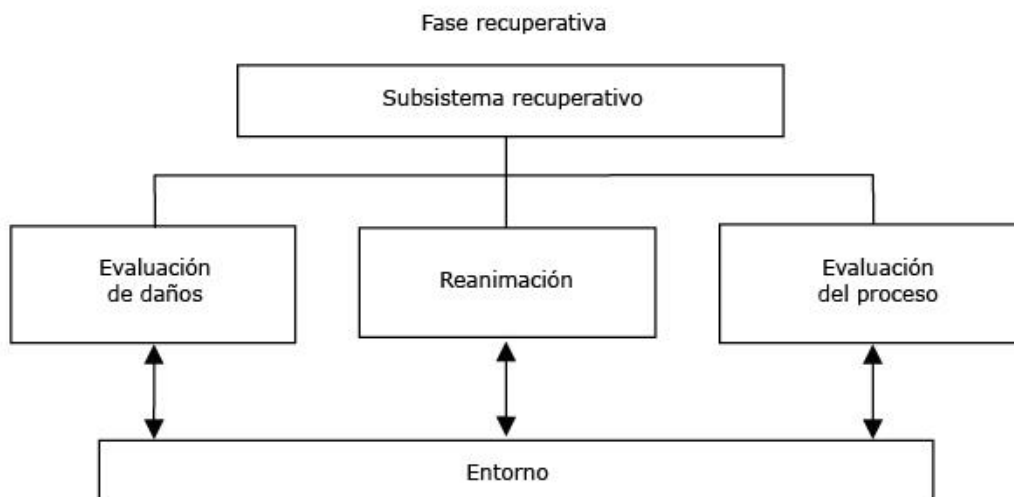 Fase recuperativa
Subsistema recuperativo
Evaluación
de daños
Reanimación
Evaluación
del proceso
Entorno